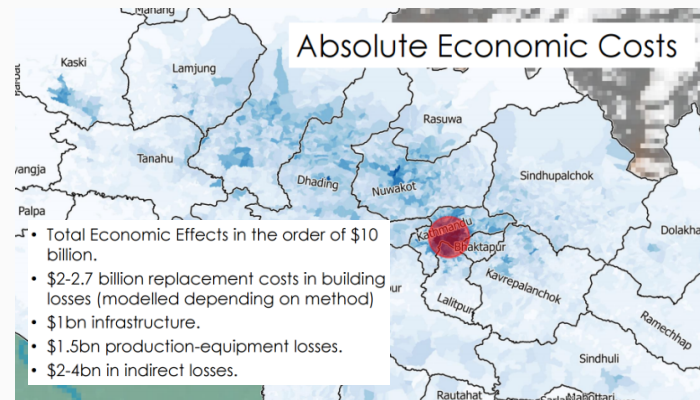 Manang
Absolute Economic Costs
Kaski
Lamjung
Rasuwa
Tanahu
Dhading
Nuwakot
Sindhupalchok
Palpa
Kathmandu
Bhaktapur
Dolakha
• Total Economic Effects in the order of $10
billion.
• $2-2.7 billion replacement costs in building
losses (modelled depending on method)
• $1bn infrastructure.
• $1.5bn production-equipment losses.
• $2-4bn in indirect losses.
Kavrepalanchok
Lalitpur
Ramechhap
Sindhuli
Rautahat